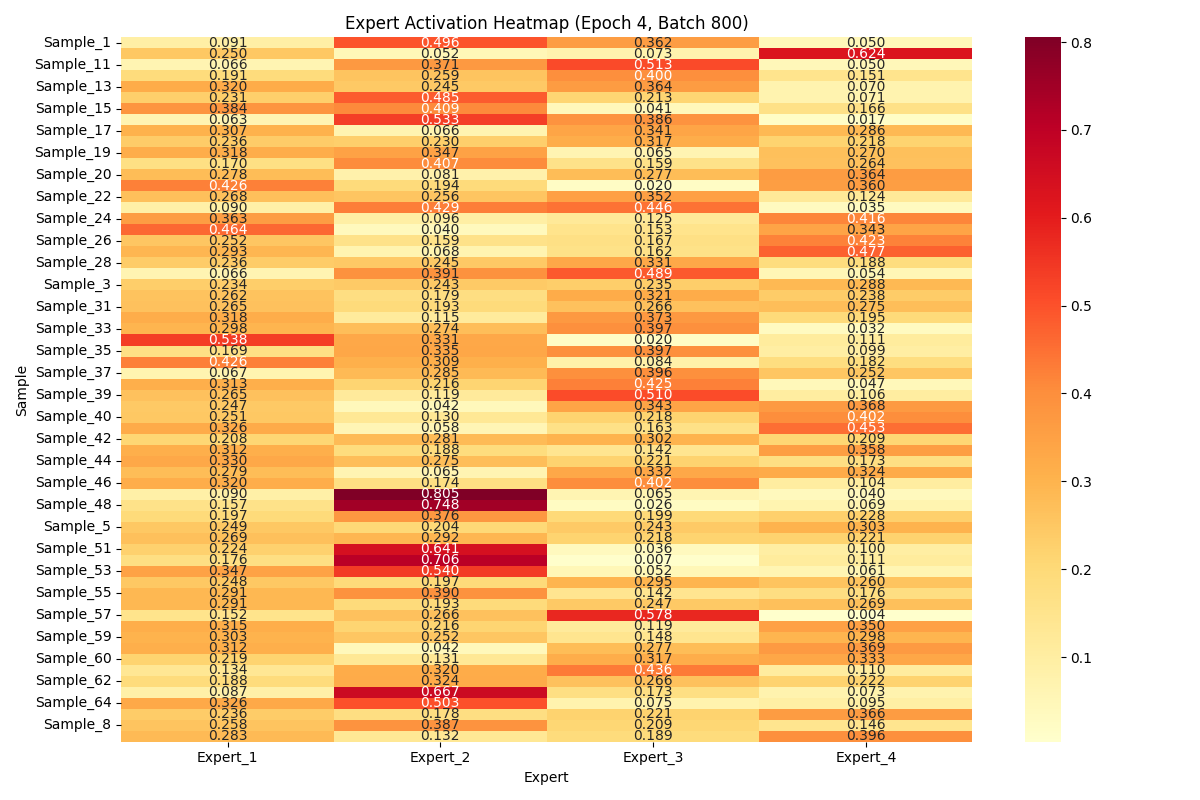 Expert Activation Heatmap (Epoch 4, Batch 800)
Sample_1 0.091 0.496 0.362 0.050
0.250 0.052 0.073 0.624
Sample_11 0.066 0.371 0.513 0.050
0.191 0.259 0.400 0.151
Sample_13 0.320 0.245 0.364 0.070
0.231 0.485 0.213 0.071
Sample_15 0.384 0.409 0.041 0.166
0.063 0.533 0.386 0.017
Sample_17 0.307 0.066 0.341 0.286
0.236 0.230 0.317 0.218
Sample_19 0.318 0.347 0.065 0.270
0.170 0.407 0.159 0.264
Sample_20 0.278 0.081 0.277 0.364
0.426 0.194 0.020 0.360
Sample_22 0.268 0.256 0.352 0.124
0.090 0.429 0.446 0.035
Sample_24 0.363 0.096 0.125 0.416
0.464 0.040 0.153 0.343
Sample_26 0.252 0.159 0.167 0.423
0.293 0.068 0.162 0.477
Sample_28 0.236 0.245 0.331 0.188
0.066 0.391 0.489 0.054
Sample_3 0.234 0.243 0.235 0.288
0.262 0.179 0.321 0.238
Sample_31 0.265 0.193 0.266 0.275
0.318 0.115 0.373 0.195
Sample_33 0.298 0.274 0.397 0.032
0.538 0.331 0.020 0.111
Sample_35 0.169 0.335 0.397 0.099
0.426 0.309 0.084 0.182
Sample_37 0.067 0.285 0.396 0.252
0.313 0.216 0.425 0.047
Sample_39 0.265 0.119 0.510 0.106
0.247 0.042 0.343 0.368
Sample_40 0.251 0.130 0.218 0.402
0.326 0.058 0.163 0.453
Sample_42 0.208 0.281 0.302 0.209
0.312 0.188 0.142 0.358
Sample_44 0.330 0.275 0.221 0.173
0.279 0.065 0.332 0.324
Sample_46 0.320 0.174 0.402 0.104
0.090 0.805 0.065 0.040
Sample_48 0.157 0.748 0.026 0.069
0.197 0.376 0.199 0.228
Sample_5 0.249 0.204 0.243 0.303
0.269 0.292 0.218 0.221
Sample_51 0.224 0.641 0.036 0.100
0.176 0.706 0.007 0.111
Sample_53 0.347 0.540 0.052 0.061
0.248 0.197 0.295 0.260
Sample_55 0.291 0.390 0.142 0.176
0.291 0.193 0.247 0.269
Sample_57 0.152 0.266 0.578 0.004
0.315 0.216 0.119 0.350
Sample_59 0.303 0.252 0.148 0.298
0.312 0.042 0.277 0.369
Sample_60 0.219 0.131 0.317 0.333
0.134 0.320 0.436 0.110
Sample_62 0.188 0.324 0.266 0.222
0.087 0.667 0.173 0.073
Sample_64 0.326 0.503 0.075 0.095
0.236 0.178 0.221 0.366
Sample_8 0.258 0.387 0.209 0.146
0.283 0.132 0.189 0.396
Expert_1 Expert_2 Expert_3 Expert_4
Expert
Sample
0.8
0.7
0.6
0.5
0.4
0.3
0.2
0.1